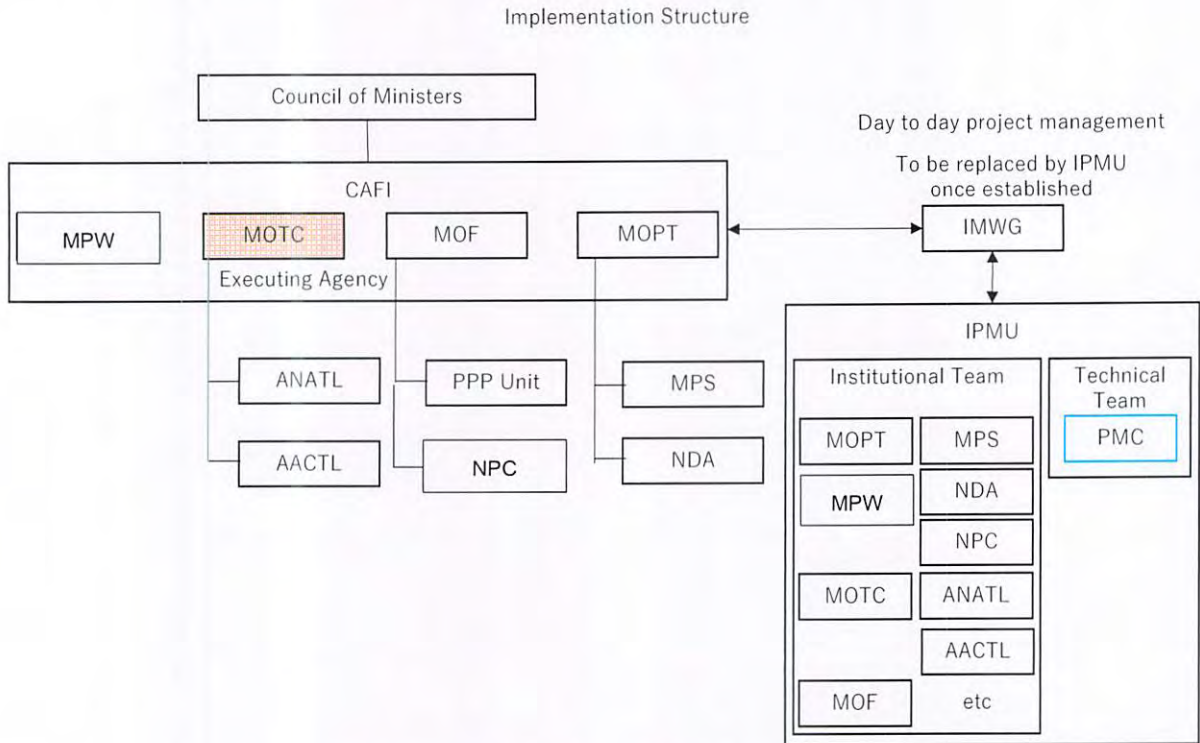 Implementation Structure
Council of Ministers
CAFI
MPW
MOTC
MOF
MOPT
Executing Agency
ANATL
PPP Unit
MPS
AACTL
NPC
NDA
Day to day project management
To be replaced by IPMU
once established
IMWG
IPMU
Institutional Team
MOPT
MPS
MPW
NDA
NPC
MOTC
ANATL
AACTL
MOF
etc
Technical
Team
PMC